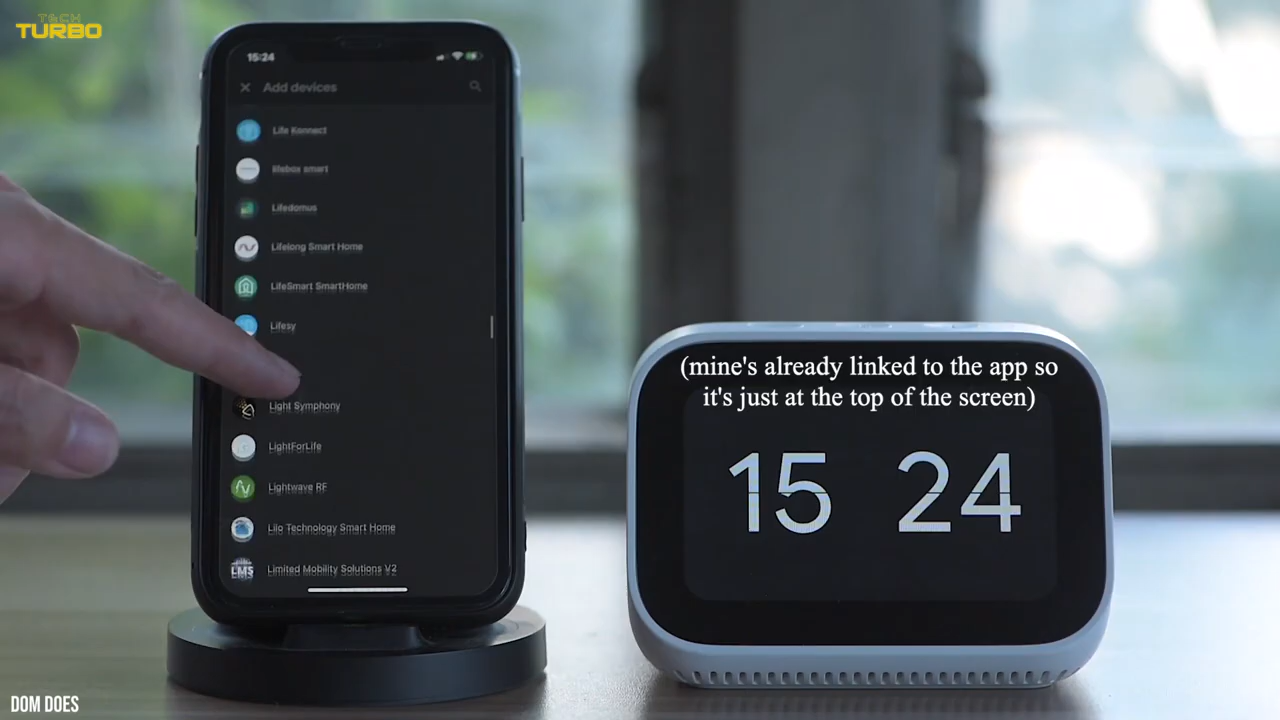 TECH
TURBO
15:24
Add devices
Life Konnect
lifebox smart
Lifedomus
Lifelong Smart Home
LifeSmart SmartHome
Lifesy
Light Symphony
LightForLife
Lightwave RF
Lilo Technology Smart Home
LMS
Limited Mobility Solutions V2
(mine's already linked to the app so
it's just at the top of the screen)
15 24
DOM DOES